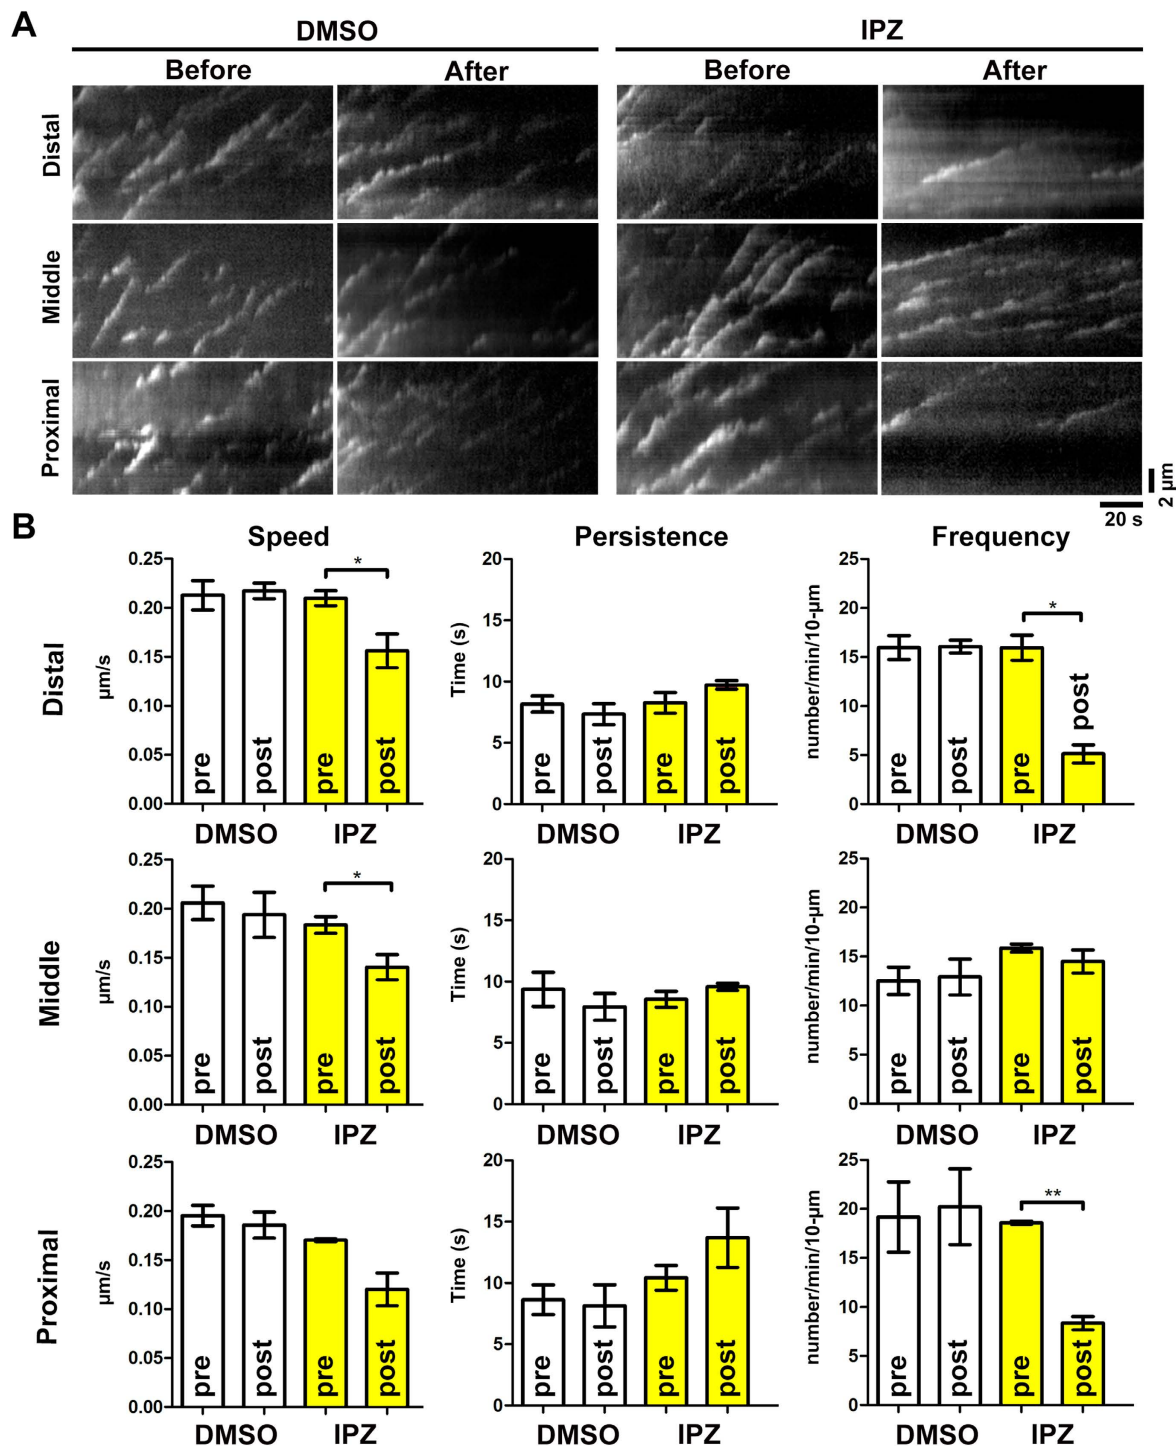 A
DMSO
IPZ
Before
After
Before
After
Distal
Middle
Proximal
2 µm
20 s
B
Speed
Persistence
Frequency
Distal
µm/s
0.25
0.20
0.15
0.10
0.05
0.00
*
pre
post
pre
post
DMSO
IPZ
Time (s)
20
15
10
5
0
pre
post
pre
post
DMSO
IPZ
number/min/10-µm
25
20
15
10
5
0
*
pre
post
pre
post
DMSO
IPZ
Middle
µm/s
0.25
0.20
0.15
0.10
0.05
0.00
*
pre
post
pre
post
DMSO
IPZ
Time (s)
20
15
10
5
0
pre
post
pre
post
DMSO
IPZ
number/min/10-µm
25
20
15
10
5
0
pre
post
pre
post
DMSO
IPZ
Proximal
µm/s
0.25
0.20
0.15
0.10
0.05
0.00
pre
post
pre
post
DMSO
IPZ
Time (s)
20
15
10
5
0
pre
post
pre
post
DMSO
IPZ
number/min/10-µm
25
20
15
10
5
0
**
pre
post
pre
post
DMSO
IPZ